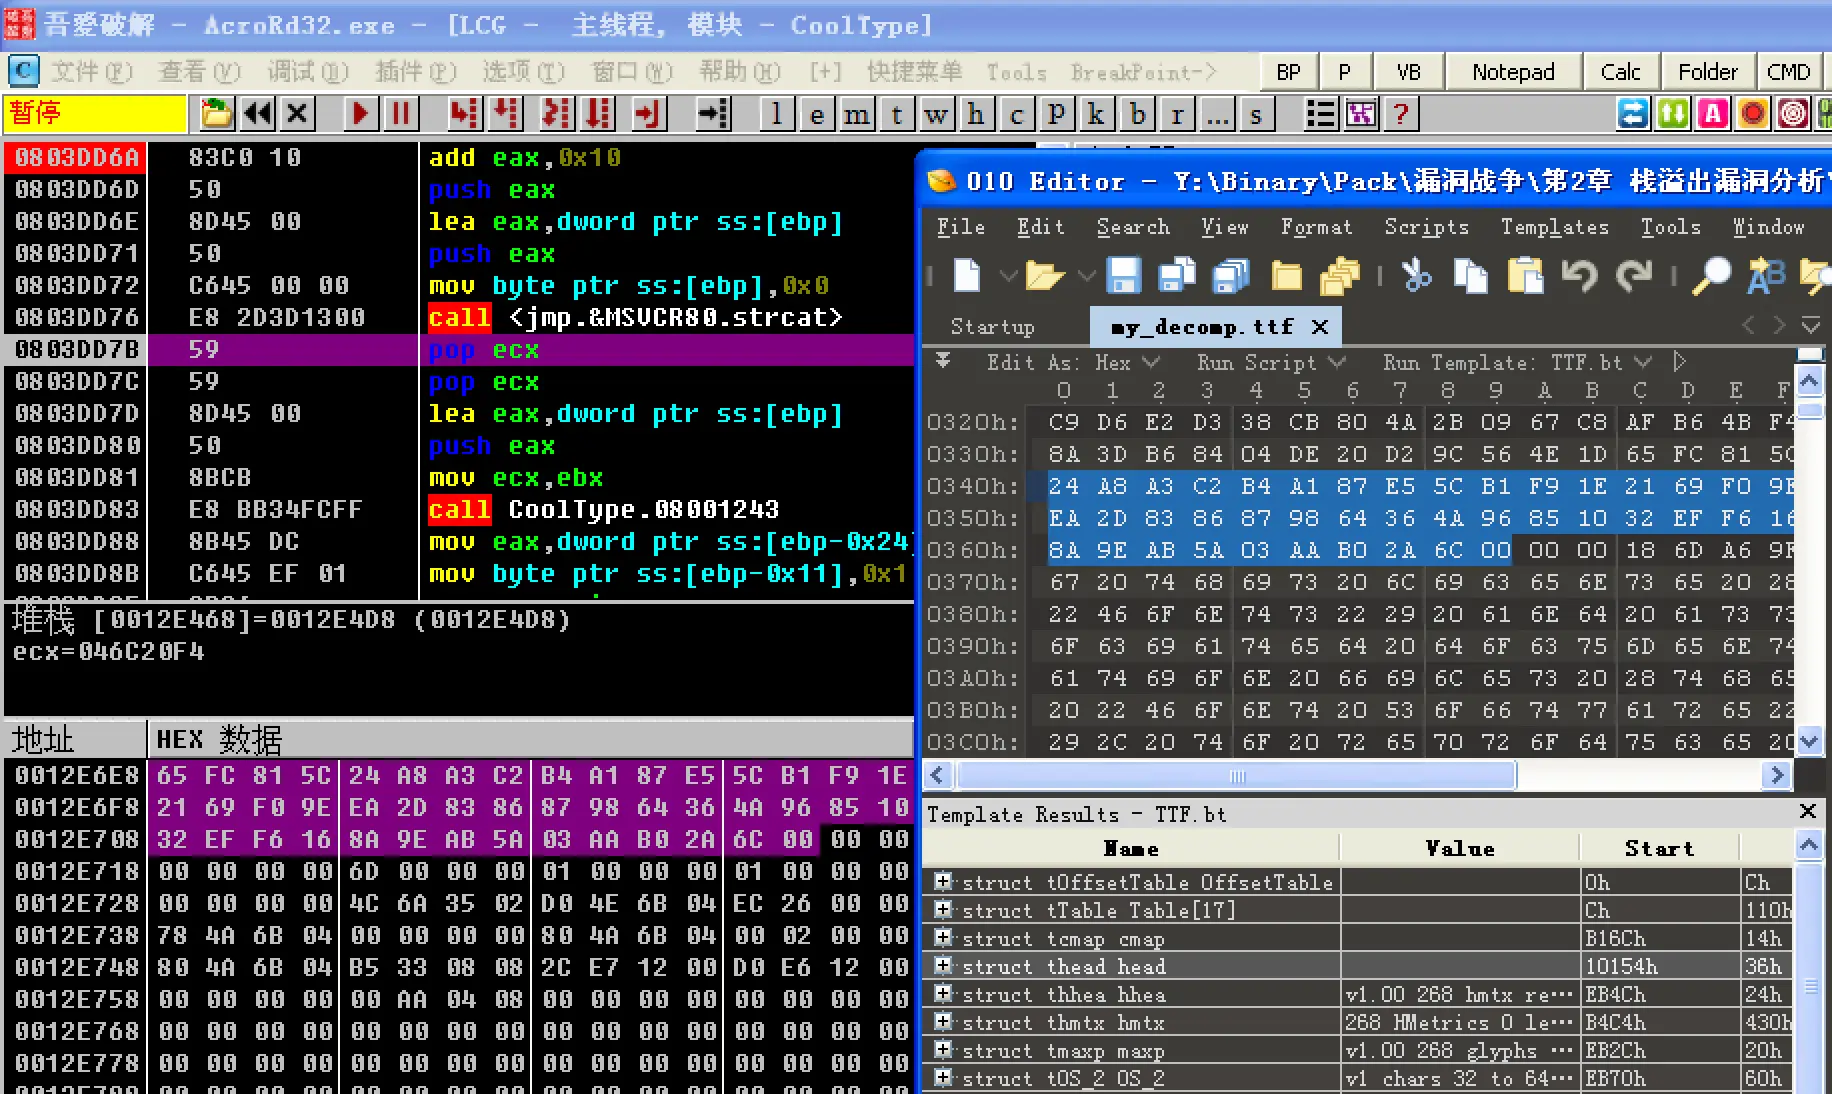 吾爱破解 - AcroRd32.exe - [LCG -  主线程, 模块 - CoolType]
C 文件(F) 查看(V) 调试(D) 插件(P) 选项(T) 窗口(W) 帮助(H) [+] 快捷菜单 Tools BreakPoint-> BP P VB Notepad Calc Folder CMD
暂停 l e m t w h c P k b r ... s ? A
0803DD6A 83C0 10 add eax,0x10
0803DD6D 50 push eax
0803DD6E 8D45 00 lea eax,dword ptr ss:[ebp]
0803DD71 50 push eax
0803DD72 C645 00 00 mov byte ptr ss:[ebp],0x0
0803DD76 E8 2D3D1300 call <jmp.&MSVCR80.strcat>
0803DD7B 59 pop ecx
0803DD7C 59 pop ecx
0803DD7D 8D45 00 lea eax,dword ptr ss:[ebp]
0803DD80 50 push eax
0803DD81 8BCB mov ecx,ebx
0803DD83 E8 BB34FCFF call CoolType.08001243
0803DD88 8B45 DC mov eax,dword ptr ss:[ebp-0x24]
0803DD8B C645 EF 01 mov byte ptr ss:[ebp-0x11],0x1
堆栈 [0012E468]=0012E4D8 (0012E4D8)
ecx=046C20F4
地址 HEX 数据
0012E6E8 65 FC 81 5C 24 A8 A3 C2 B4 A1 87 E5 5C B1 F9 1E
0012E6F8 21 69 F0 9E EA 2D 83 86 87 98 64 36 4A 96 85 10
0012E708 32 EF F6 16 8A 9E AB 5A 03 AA B0 2A 6C 00 00 00
0012E718 00 00 00 00 6D 00 00 00 01 00 00 00 01 00 00 00
0012E728 00 00 00 00 4C 6A 35 02 D0 4E 6B 04 EC 26 00 00
0012E738 78 4A 6B 04 00 00 00 00 80 4A 6B 04 00 02 00 00
0012E748 80 4A 6B 04 B5 33 08 08 2C E7 12 00 D0 E6 12 00
0012E758 00 00 00 00 00 AA 04 08 00 00 00 00 00 00 00 00
0012E768 00 00 00 00 00 00 00 00 00 00 00 00 00 00 00 00
0012E778 00 00 00 00 00 00 00 00 00 00 00 00 00 00 00 00
010 Editor - Y:\Binary\Pack\漏洞战争\第2章 栈溢出漏洞分析\
File Edit Search View Format Scripts Templates Tools Window
Startup my_decomp.ttf ×
Edit As: Hex Run Script Run Template: TTF.bt
0 1 2 3 4 5 6 7 8 9 A B C D E F
0320h: C9 D6 E2 D3 38 CB 80 4A 2B 09 67 C8 AF B6 4B F4
0330h: 8A 3D B6 84 04 DE 20 D2 9C 56 4E 1D 65 FC 81 5C
0340h: 24 A8 A3 C2 B4 A1 87 E5 5C B1 F9 1E 21 69 F0 9E
0350h: EA 2D 83 86 87 98 64 36 4A 96 85 10 32 EF F6 16
0360h: 8A 9E AB 5A 03 AA B0 2A 6C 00 00 00 18 6D A6 9F
0370h: 67 20 74 68 69 73 20 6C 69 63 65 6E 73 65 20 28
0380h: 22 46 6F 6E 74 73 22 29 20 61 6E 64 20 61 73 73
0390h: 6F 63 69 61 74 65 64 20 64 6F 63 75 6D 65 6E 74
03A0h: 61 74 69 6F 6E 20 66 69 6C 65 73 20 28 74 68 65
03B0h: 20 22 46 6F 6E 74 20 53 6F 66 74 77 61 72 65 22
03C0h: 29 2C 20 74 6F 20 72 65 70 72 6F 64 75 63 65 20
Template Results - TTF.bt
Name Value Start
struct tOffsetTable OffsetTable 0h Ch
struct tTable Table[17] Ch 110h
struct tcmap cmap B16Ch 14h
struct thead head 10154h 36h
struct thhea hhea v1.00 268 hmtx re… EB4Ch 24h
struct thmtx hmtx 268 HMetrics 0 le… B4C4h 430h
struct tmaxp maxp v1.00 268 glyphs … EB2Ch 20h
struct tOS_2 OS_2 v1 chars 32 to 64… EB70h 60h